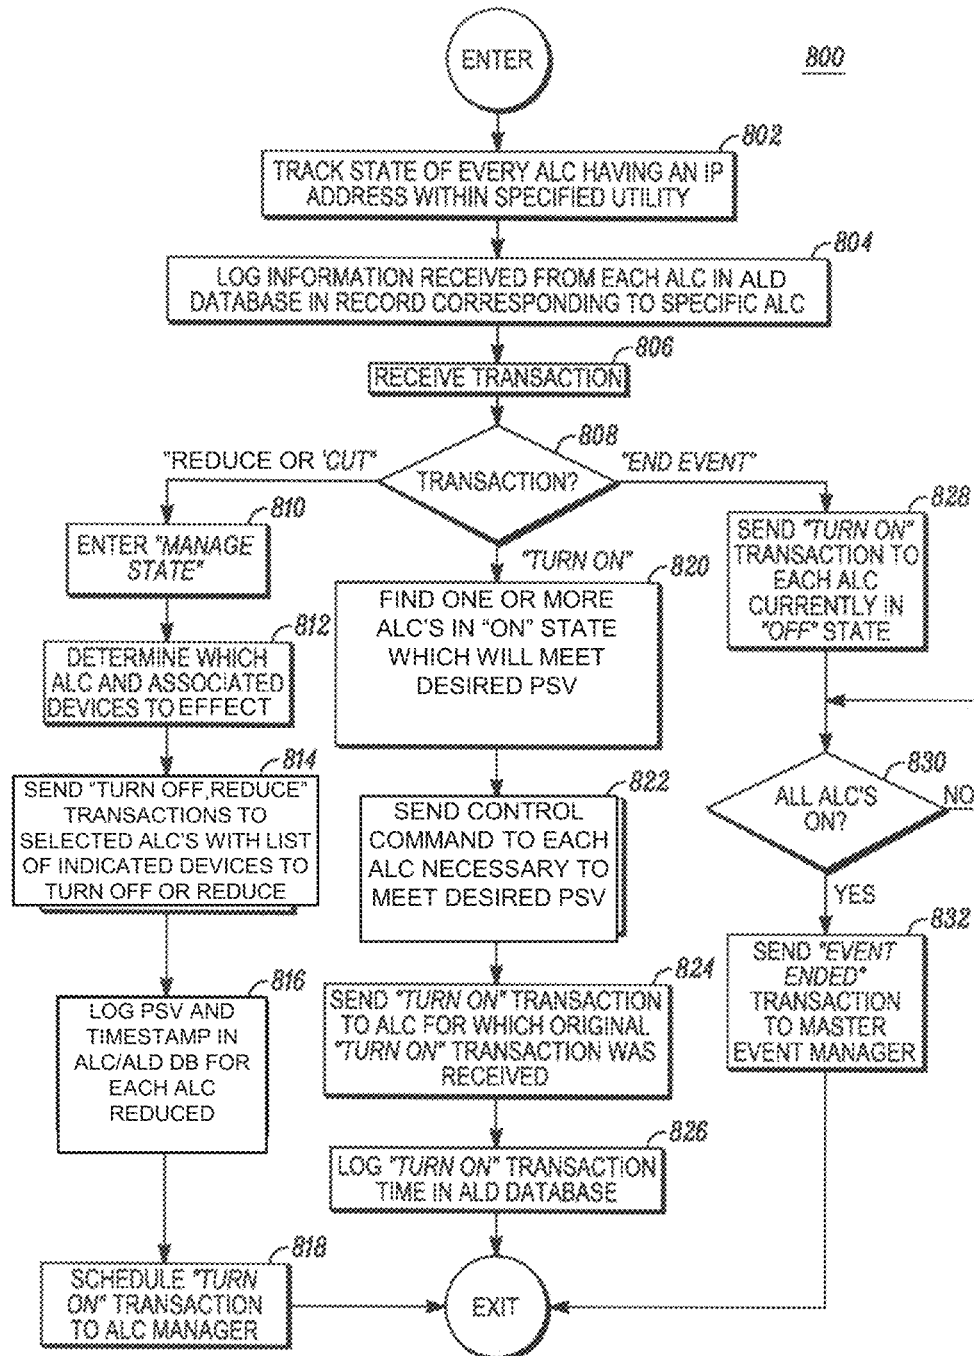 ENTER
800
802
TRACK STATE OF EVERY ALC HAVING AN IP
ADDRESS WITHIN SPECIFIED UTILITY
804
LOG INFORMATION RECEIVED FROM EACH ALC IN ALD
DATABASE IN RECORD CORRESPONDING TO SPECIFIC ALC
806
RECEIVE TRANSACTION
808
TRANSACTION?
"REDUCE OR 'CUT"
810
ENTER "MANAGE
STATE"
812
DETERMINE WHICH
ALC AND ASSOCIATED
DEVICES TO EFFECT
814
SEND "TURN OFF,REDUCE"
TRANSACTIONS TO
SELECTED ALC'S WITH LIST
OF INDICATED DEVICES TO
TURN OFF OR REDUCE
816
LOG PSV AND
TIMESTAMP IN
ALC/ALD DB FOR
EACH ALC
REDUCED
818
SCHEDULE "TURN
ON" TRANSACTION
TO ALC MANAGER
"TURN ON"
820
FIND ONE OR MORE
ALC'S IN "ON" STATE
WHICH WILL MEET
DESIRED PSV
822
SEND CONTROL
COMMAND TO EACH
ALC NECESSARY TO
MEET DESIRED PSV
824
SEND "TURN ON" TRANSACTION
TO ALC FOR WHICH ORIGINAL
"TURN ON" TRANSACTION WAS
RECEIVED
826
LOG "TURN ON" TRANSACTION
TIME IN ALD DATABASE
"END EVENT"
828
SEND "TURN ON"
TRANSACTION TO
EACH ALC
CURRENTLY IN
"OFF" STATE
830
ALL ALC'S
ON?
NO
YES
832
SEND "EVENT
ENDED"
TRANSACTION
TO MASTER
EVENT MANAGER
EXIT